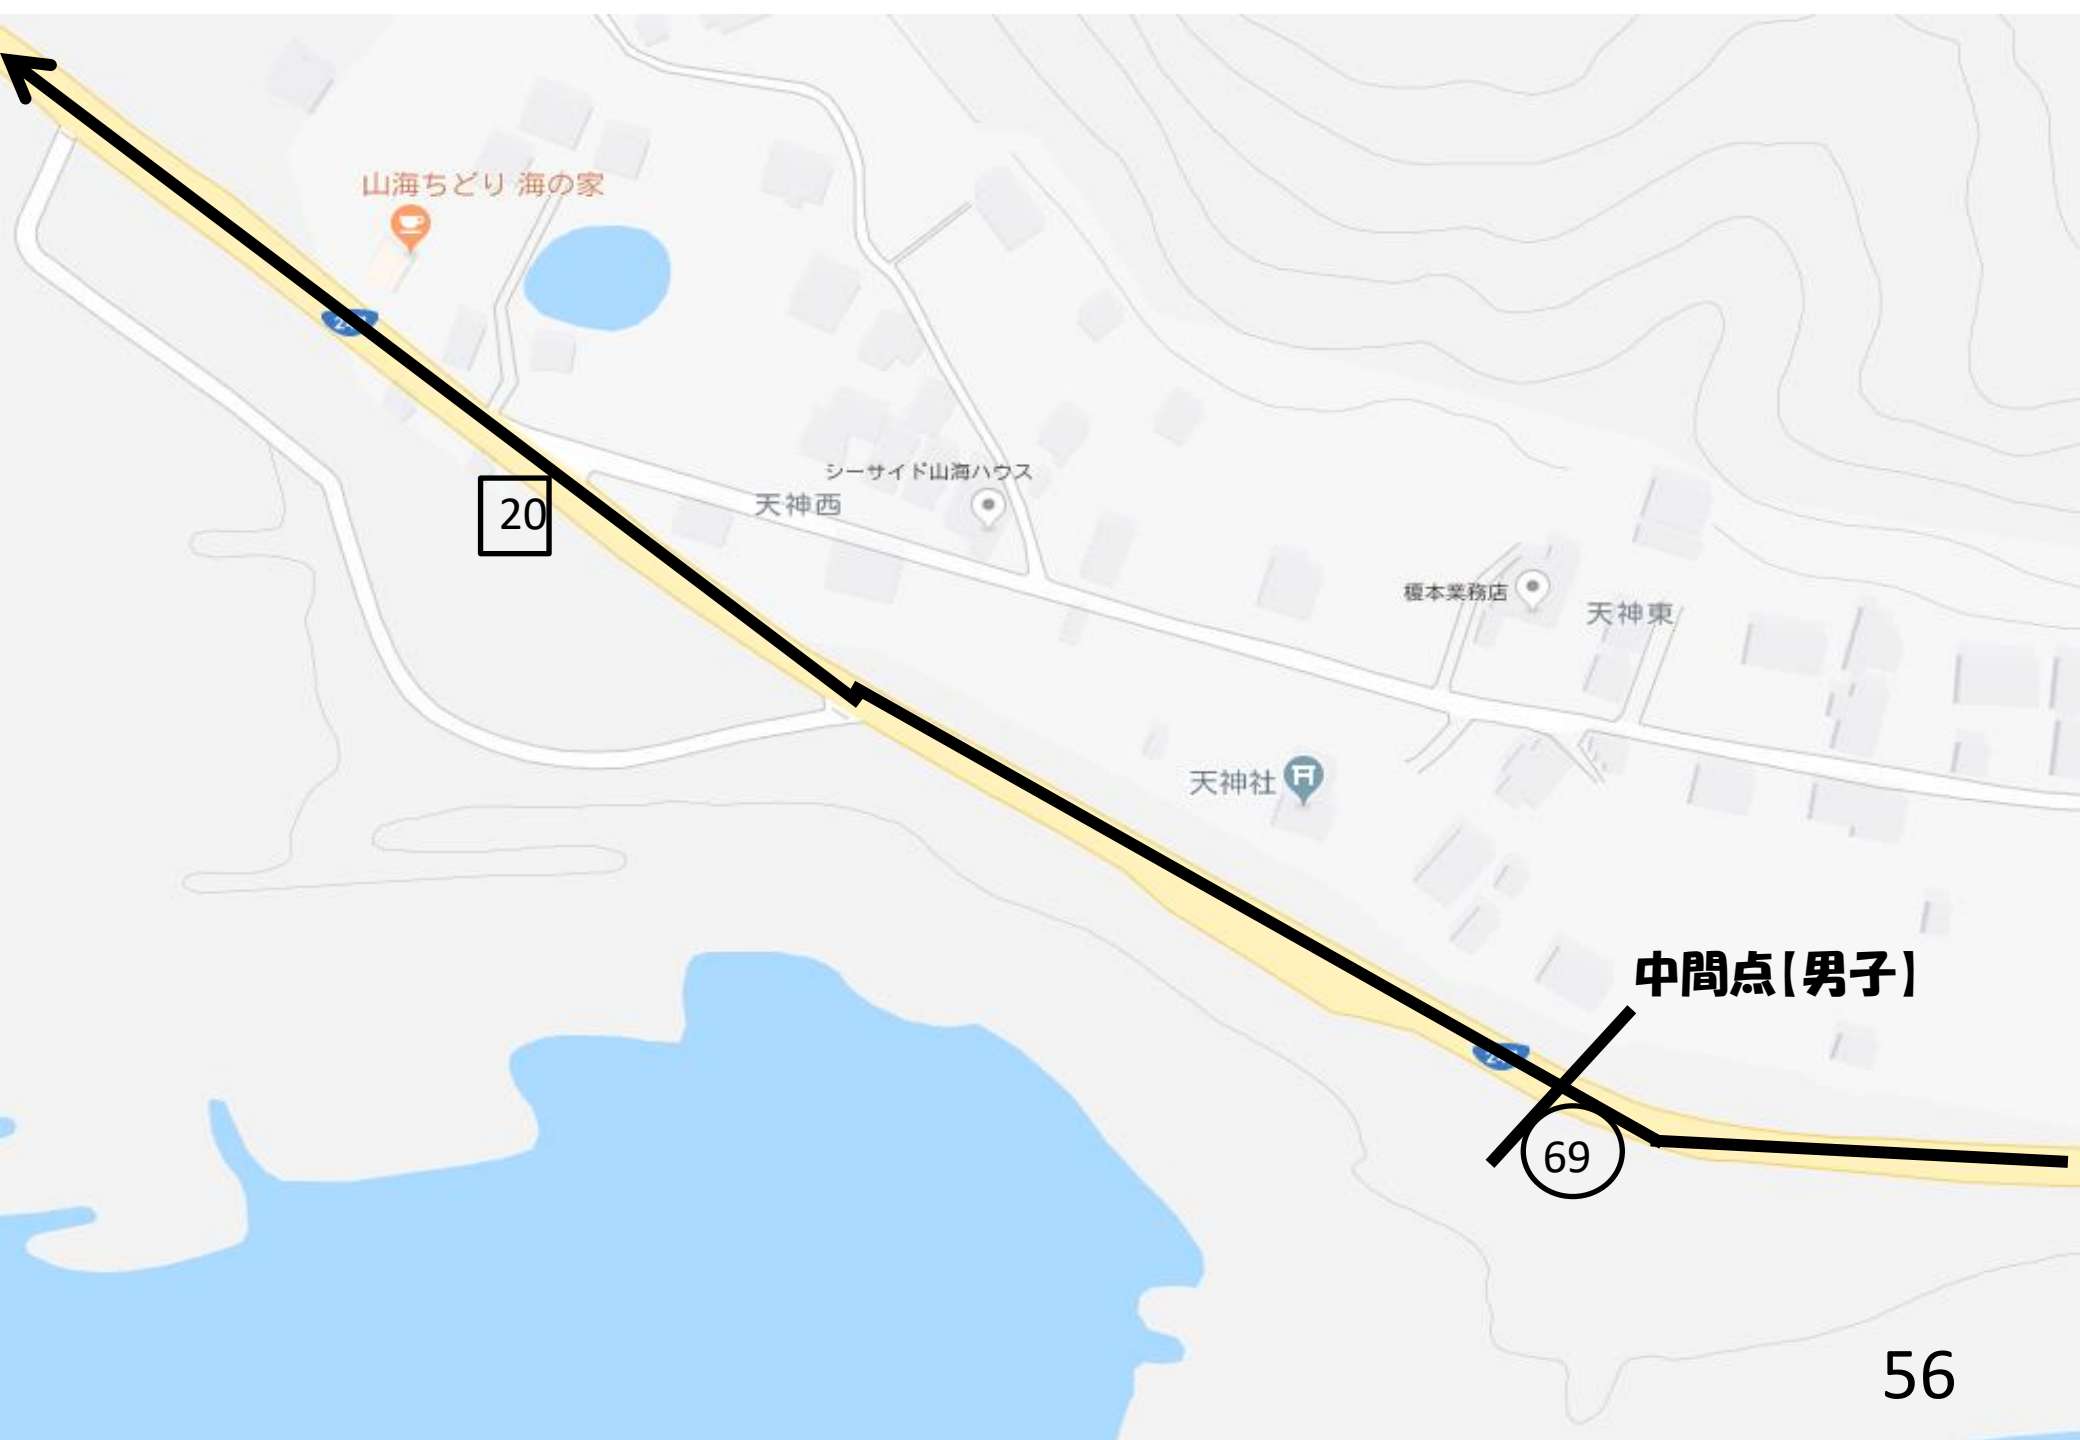 山海ちどり 海の家
シーサイド山海ハウス
天神西
20
榎本業務店
天神東
天神社
中間点【男子】
69
56